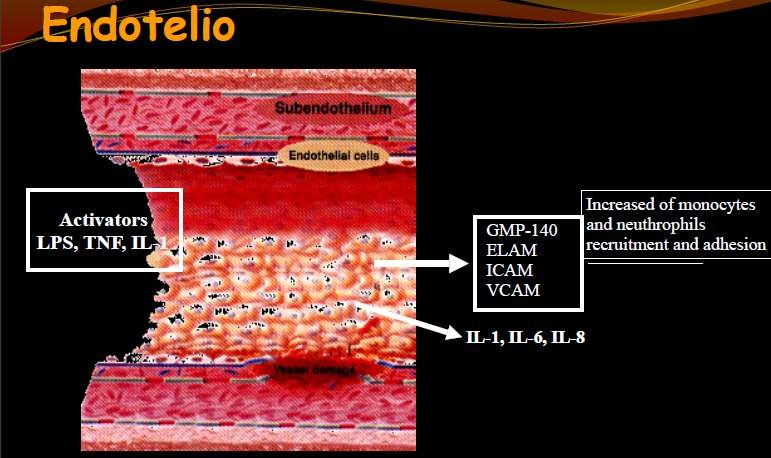 Endotelio
Subendothelium
Endothelial cells
Activators
LPS, TNF, IL-1
GMP-140
ELAM
ICAM
VCAM
Increased of monocytes
and neuthrophils
recruitment and adhesion
IL-1, IL-6, IL-8
Vessel damage